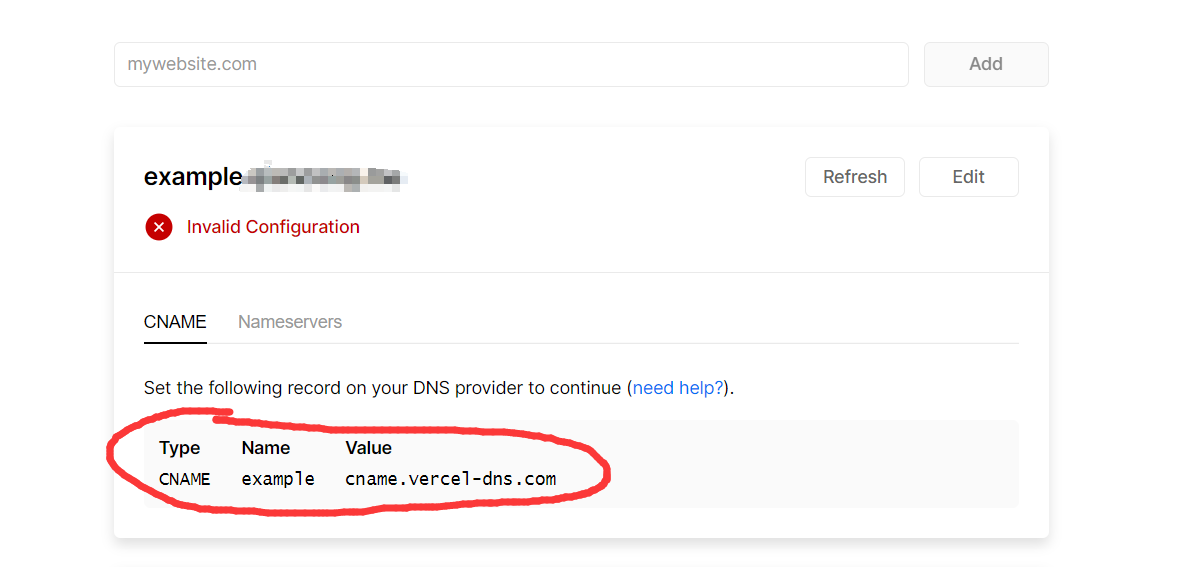 mywebsite.com Add
example
Refresh Edit
Invalid Configuration
CNAME Nameservers
Set the following record on your DNS provider to continue (need help?).
Type Name Value
CNAME example cname.vercel-dns.com